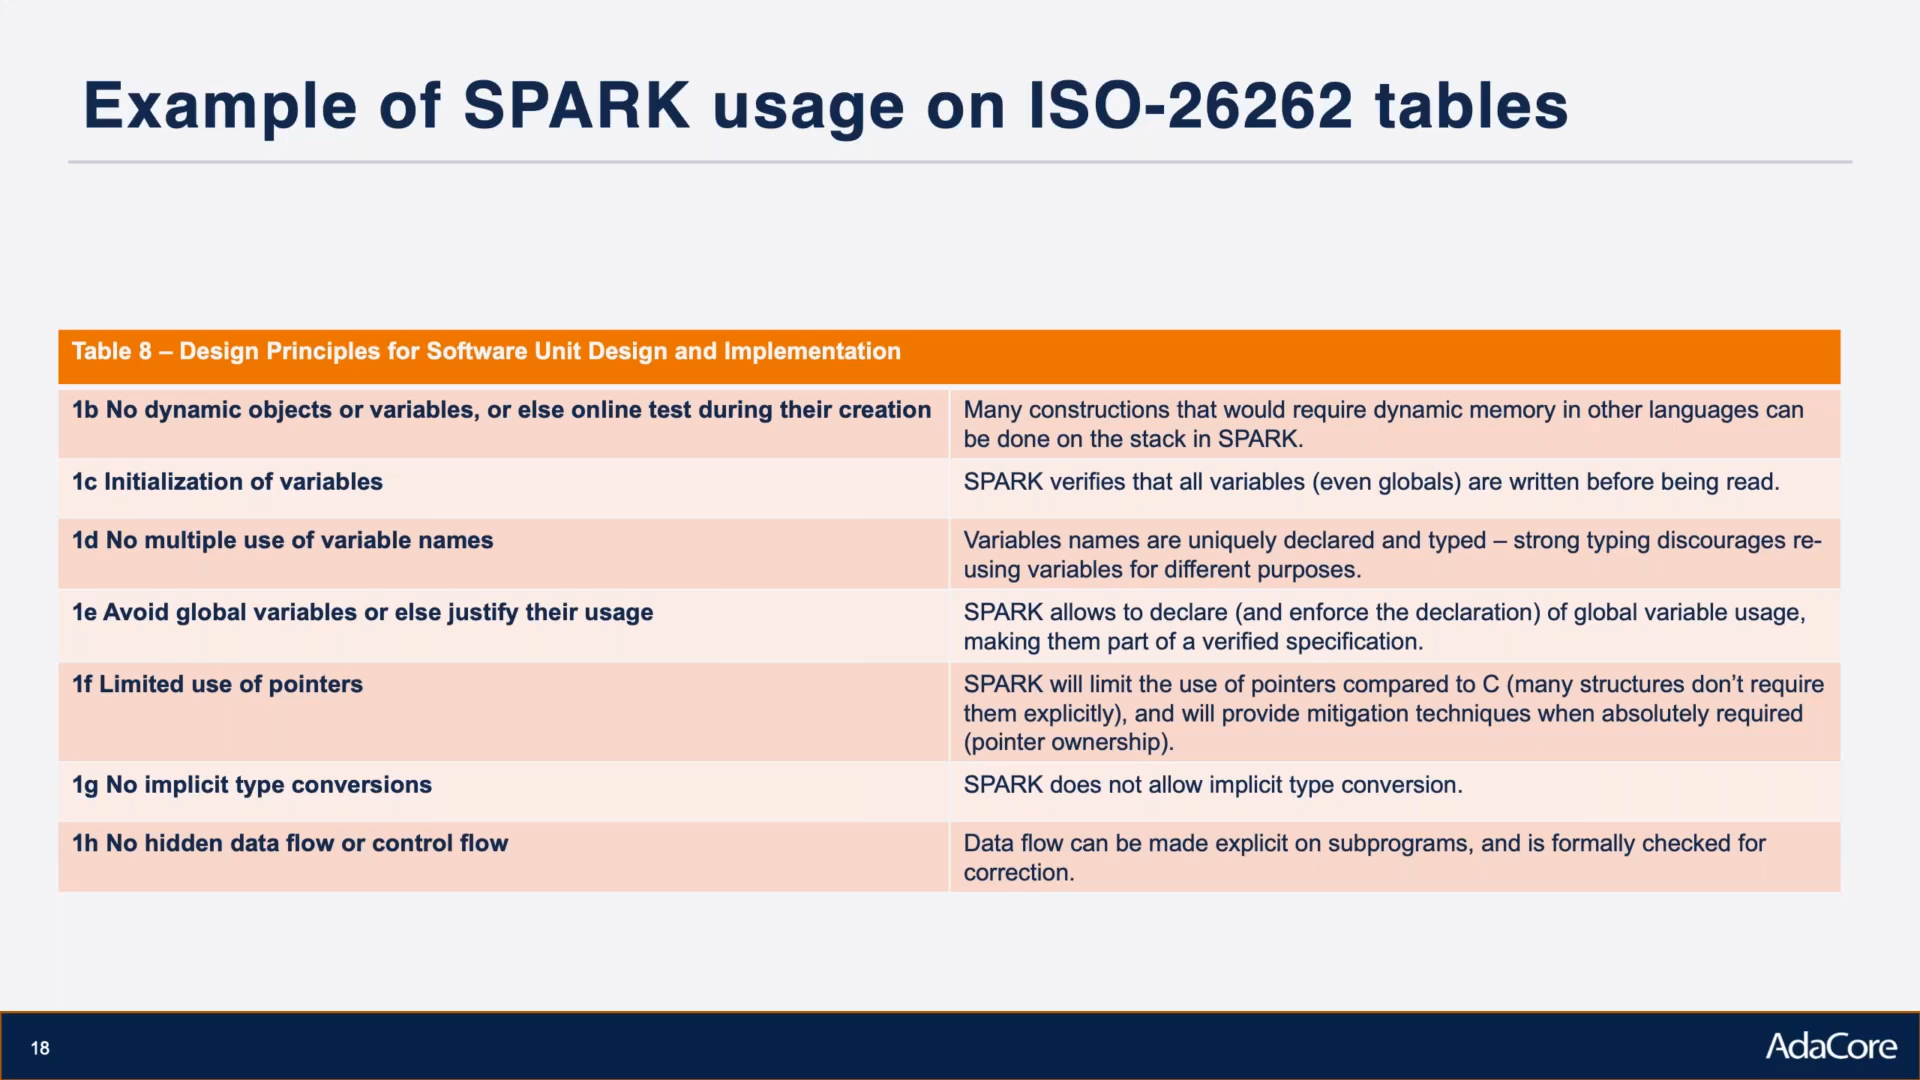 Example of SPARK usage on ISO-26262 tables
Table 8 – Design Principles for Software Unit Design and Implementation
1b No dynamic objects or variables, or else online test during their creation
Many constructions that would require dynamic memory in other languages can
be done on the stack in SPARK.
1c Initialization of variables
SPARK verifies that all variables (even globals) are written before being read.
1d No multiple use of variable names
Variables names are uniquely declared and typed – strong typing discourages re-
using variables for different purposes.
1e Avoid global variables or else justify their usage
SPARK allows to declare (and enforce the declaration) of global variable usage,
making them part of a verified specification.
1f Limited use of pointers
SPARK will limit the use of pointers compared to C (many structures don’t require
them explicitly), and will provide mitigation techniques when absolutely required
(pointer ownership).
1g No implicit type conversions
SPARK does not allow implicit type conversion.
1h No hidden data flow or control flow
Data flow can be made explicit on subprograms, and is formally checked for
correction.
18
AdaCore